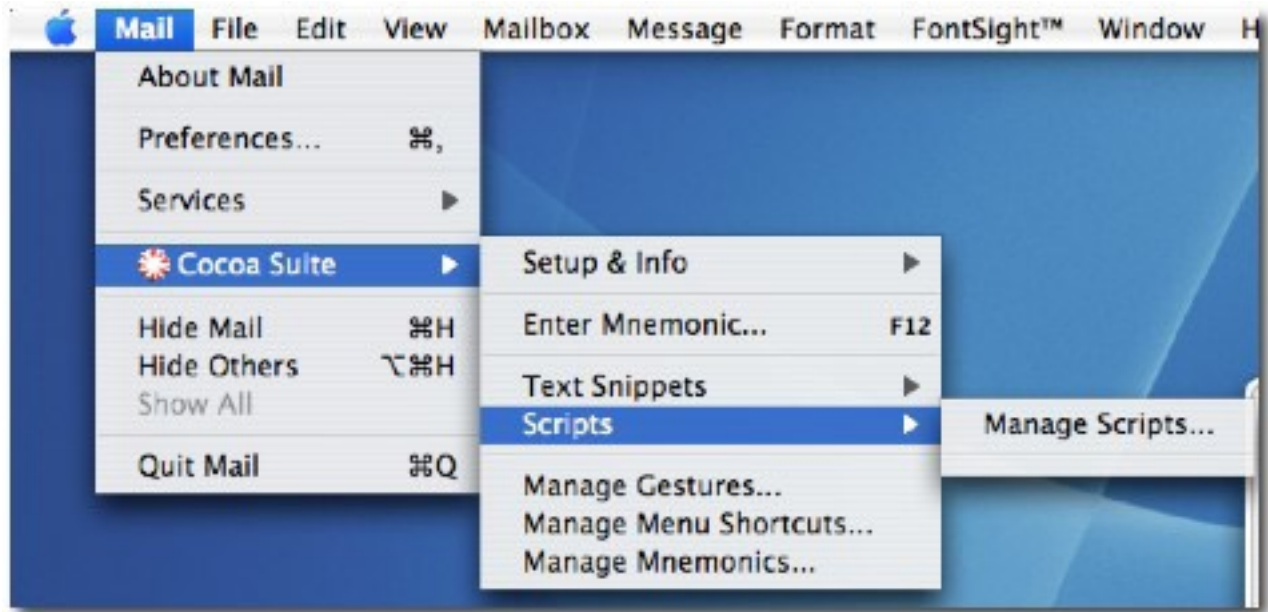 Mail File Edit View Mailbox Message Format FontSight™ Window H
About Mail
Preferences... ⌘,
Services
Cocoa Suite
Hide Mail ⌘H
Hide Others ⌥⌘H
Show All
Quit Mail ⌘Q
Setup & Info
Enter Mnemonic... F12
Text Snippets
Scripts
Manage Gestures...
Manage Menu Shortcuts...
Manage Mnemonics...
Manage Scripts...